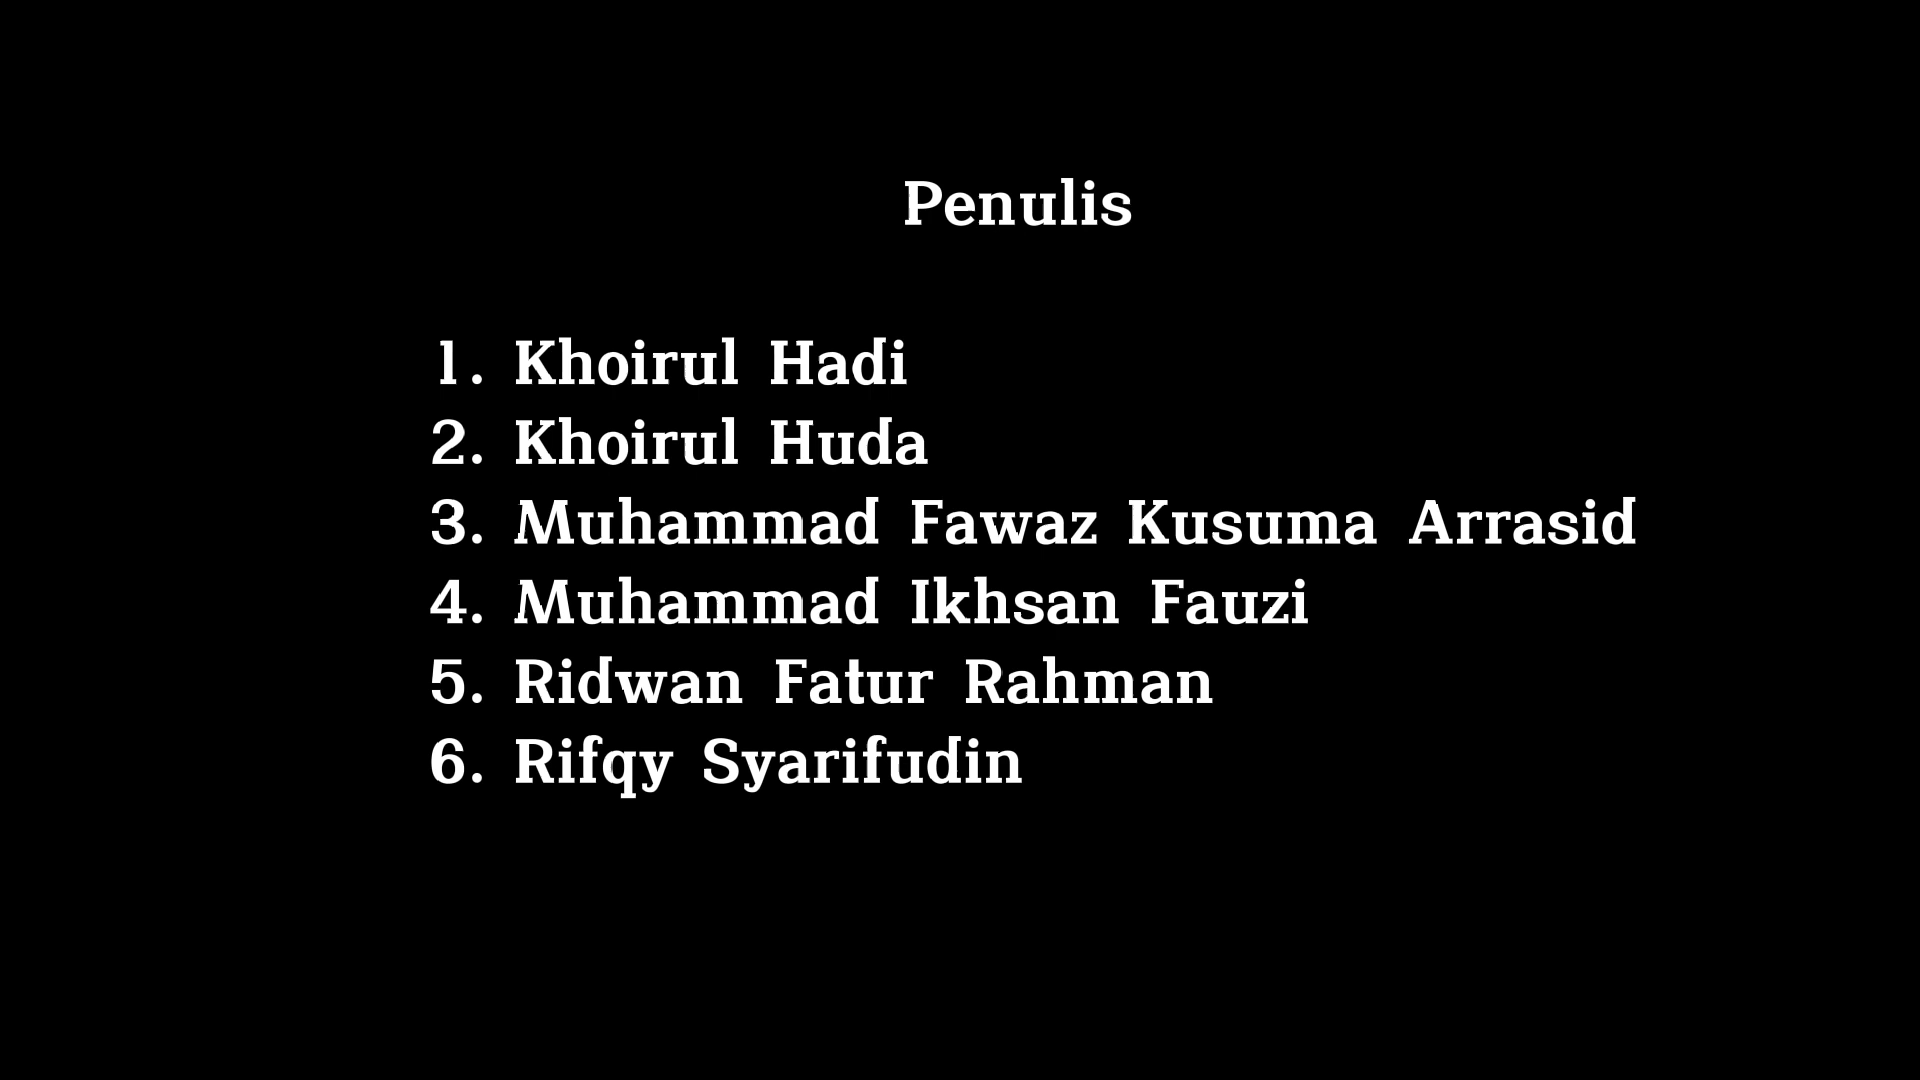 Penulis
1. Khoirul Hadi
2. Khoirul Huda
3. Muhammad Fawaz Kusuma Arrasid
4. Muhammad Ikhsan Fauzi
5. Ridwan Fatur Rahman
6. Rifqy Syarifudin